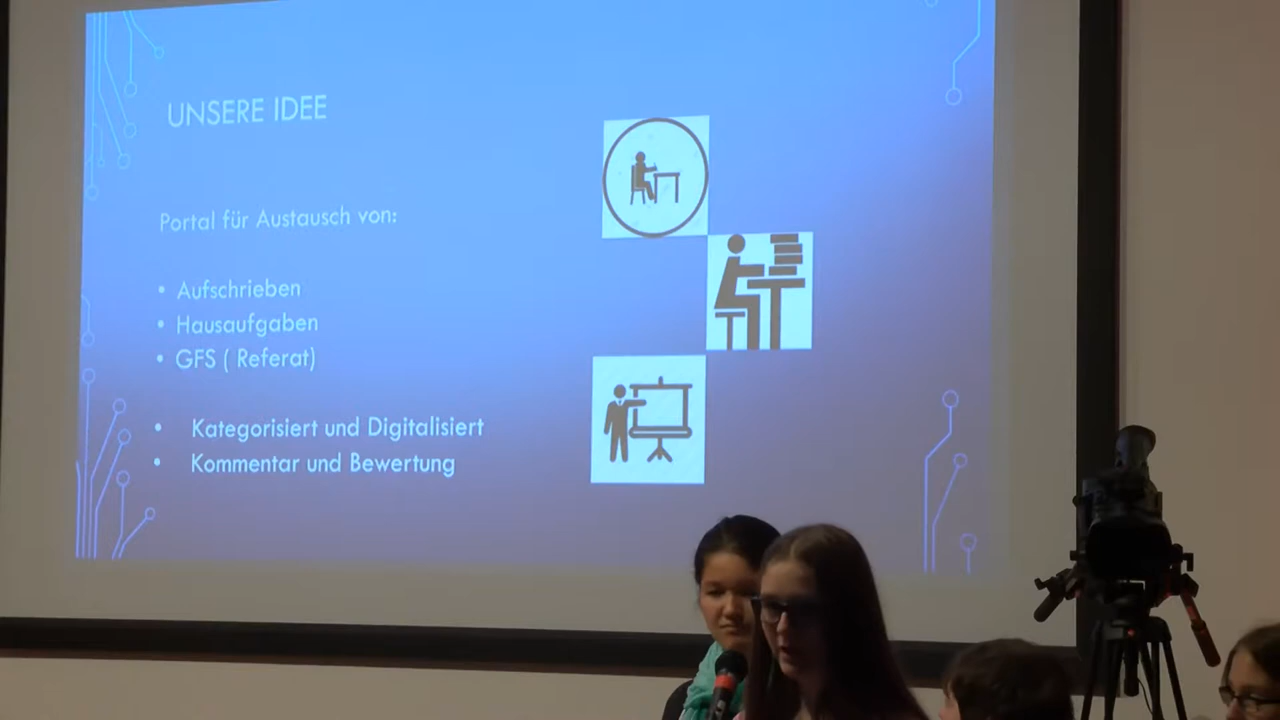 UNSERE IDEE
Portal für Austausch von:
• Aufschrieben
• Hausaufgaben
• GFS ( Referat)
• Kategorisiert und Digitalisiert
• Kommentar und Bewertung